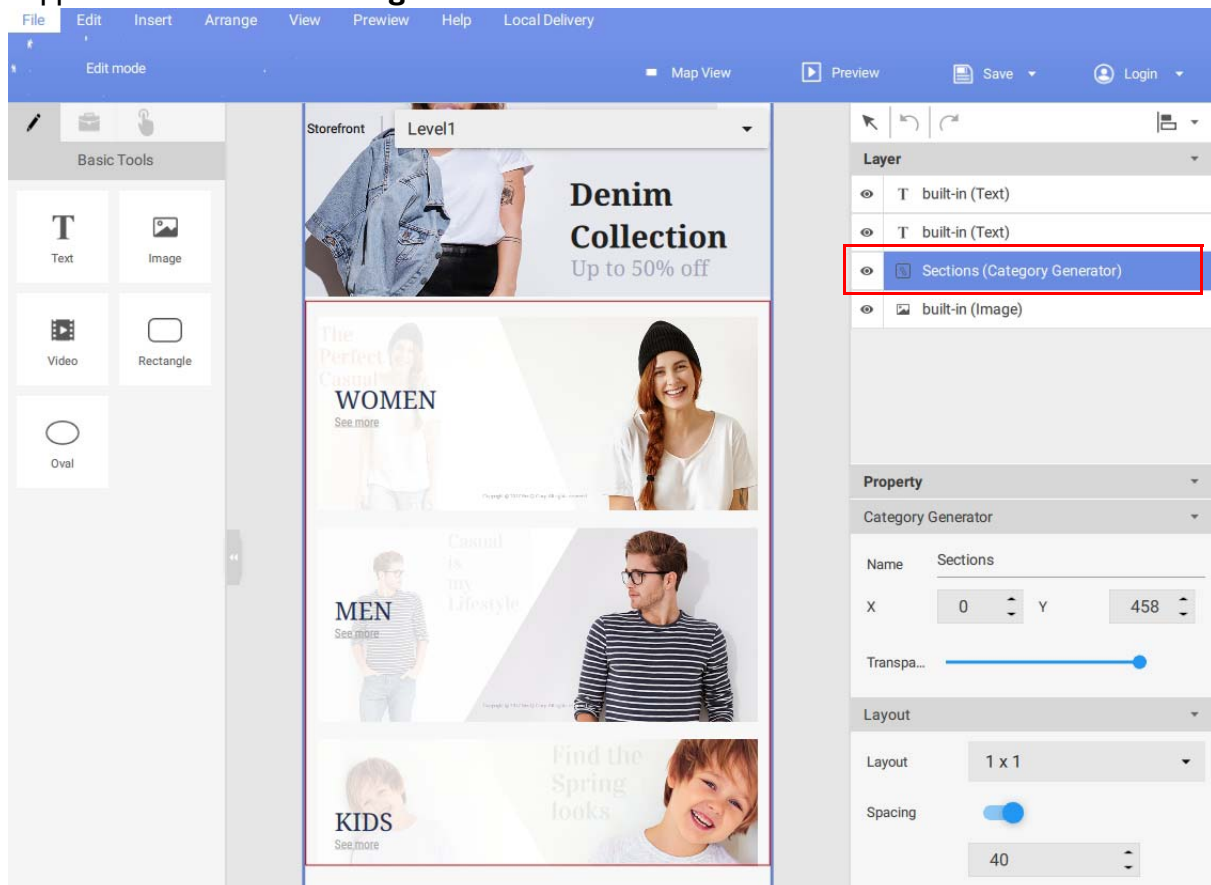 File Edit Insert Arrange View Prewiew Help Local Delivery
Edit mode
Map View Preview Save Login
Basic Tools
Text
Image
Video
Rectangle
Oval
Storefront Level1
Denim
Collection
Up to 50% off
The
Perfect
Casual
WOMEN
See more
Casual
is
my
Lifestyle
MEN
See more
Find the
Spring
looks
KIDS
See more
Layer
T built-in (Text)
T built-in (Text)
Sections (Category Generator)
built-in (Image)
Property
Category Generator
Name Sections
X 0 Y 458
Transpa...
Layout
Layout 1 x 1
Spacing
40